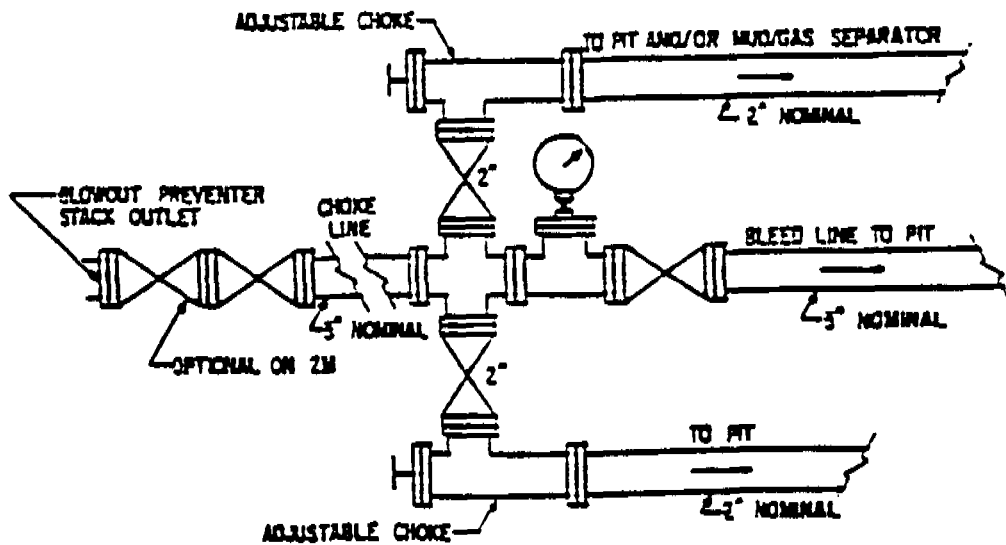 ADJUSTABLE CHOKE
TO PIT AND/OR MUD/GAS SEPARATOR
2" NOMINAL
2"
BLOWOUT PREVENTER
STACK OUTLET
CHOKE
LINE
BLEED LINE TO PIT
3" NOMINAL
3" NOMINAL
OPTIONAL ON 2M
2"
TO PIT
2" NOMINAL
ADJUSTABLE CHOKE